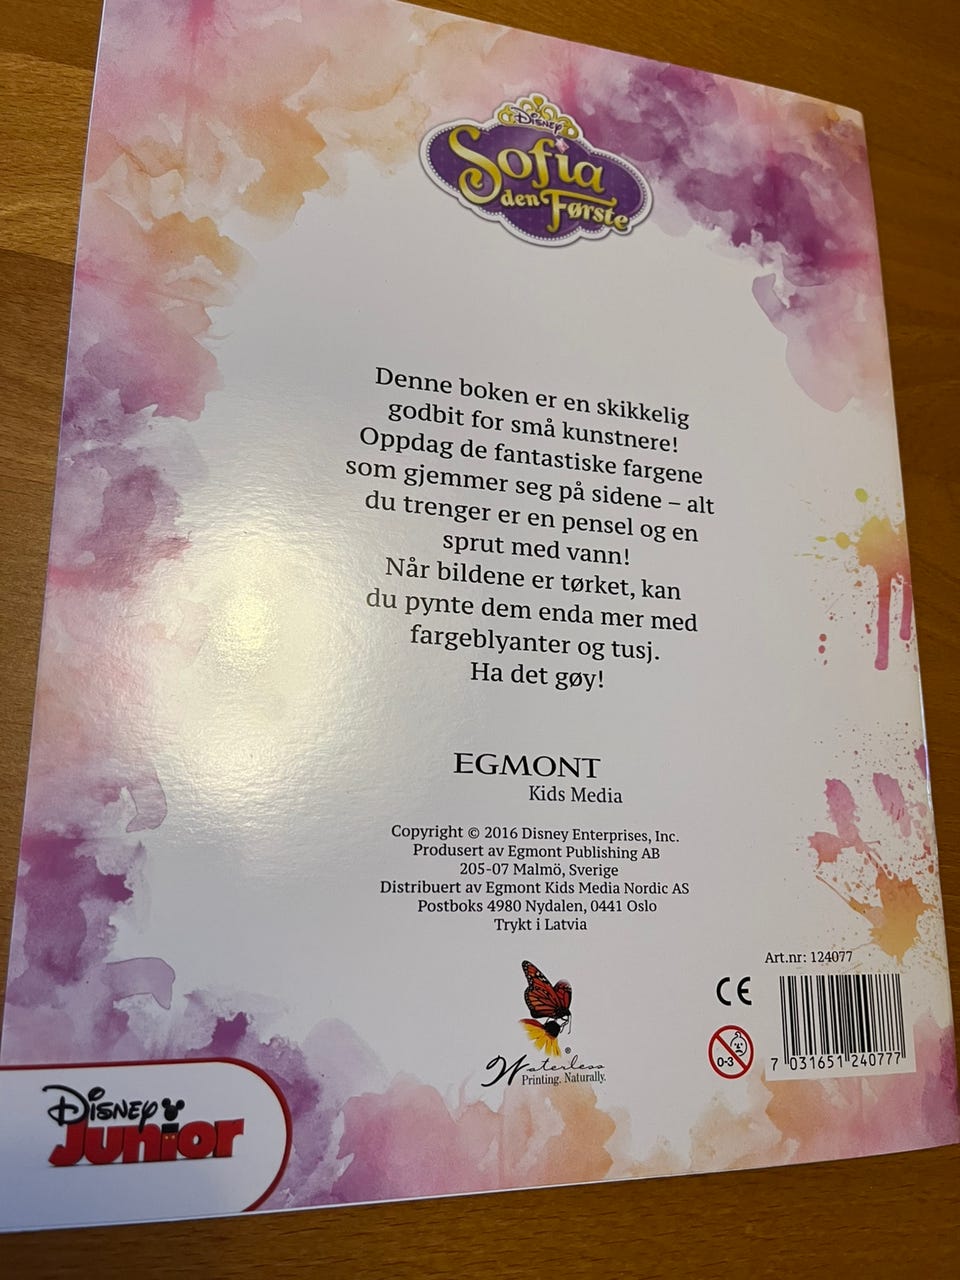 Disney
Sofia
den Første
Denne boken er en skikkelig
godbit for små kunstnere!
Oppdag de fantastiske fargene
som gjemmer seg på sidene – alt
du trenger er en pensel og en
sprut med vann!
Når bildene er tørket, kan
du pynte dem enda mer med
fargeblyanter og tusj.
Ha det gøy!
EGMONT
Kids Media
Copyright © 2016 Disney Enterprises, Inc.
Produsert av Egmont Publishing AB
205-07 Malmö, Sverige
Distribuert av Egmont Kids Media Nordic AS
Postboks 4980 Nydalen, 0441 Oslo
Trykt i Latvia
Art.nr: 124077
CE
0-3
7 031651 240777
Waterless®
Printing. Naturally.
Disney
Junior